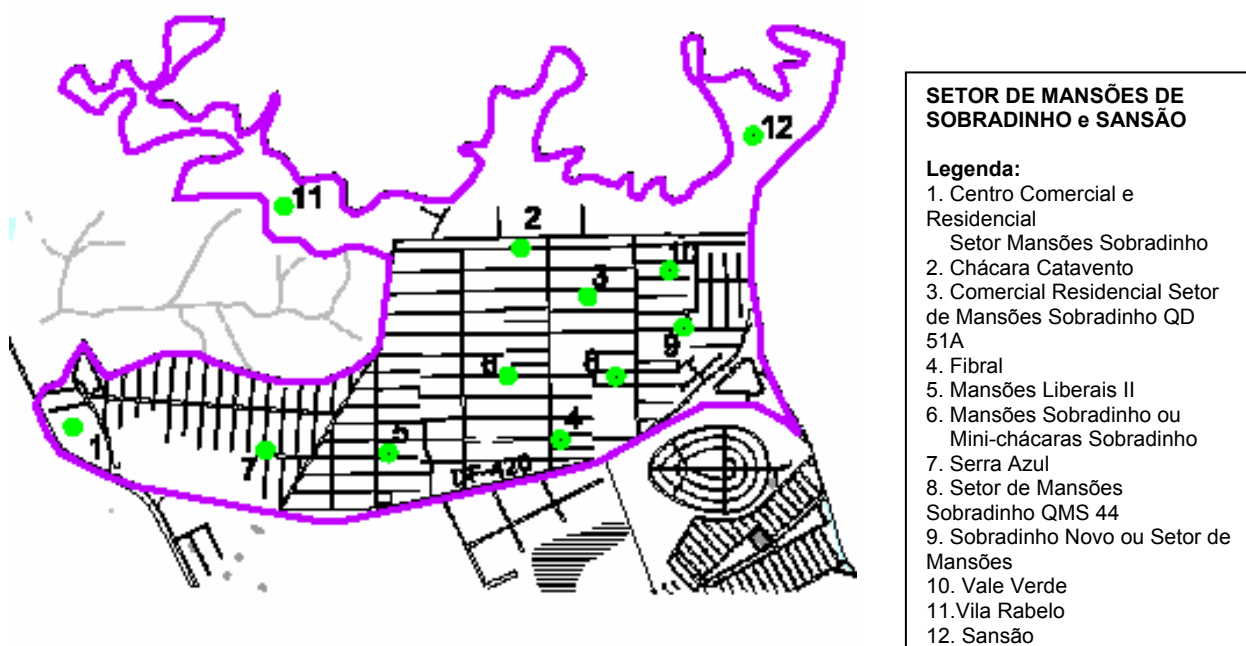 12
11
2
10
3
9
8
6
4
5
1
7
DF-420
SETOR DE MANSÕES DE
SOBRADINHO e SANSÃO
Legenda:
1. Centro Comercial e
Residencial
Setor Mansões Sobradinho
2. Chácara Catavento
3. Comercial Residencial Setor
de Mansões Sobradinho QD
51A
4. Fibral
5. Mansões Liberais II
6. Mansões Sobradinho ou
Mini-chácaras Sobradinho
7. Serra Azul
8. Setor de Mansões
Sobradinho QMS 44
9. Sobradinho Novo ou Setor de
Mansões
10. Vale Verde
11.Vila Rabelo
12. Sansão